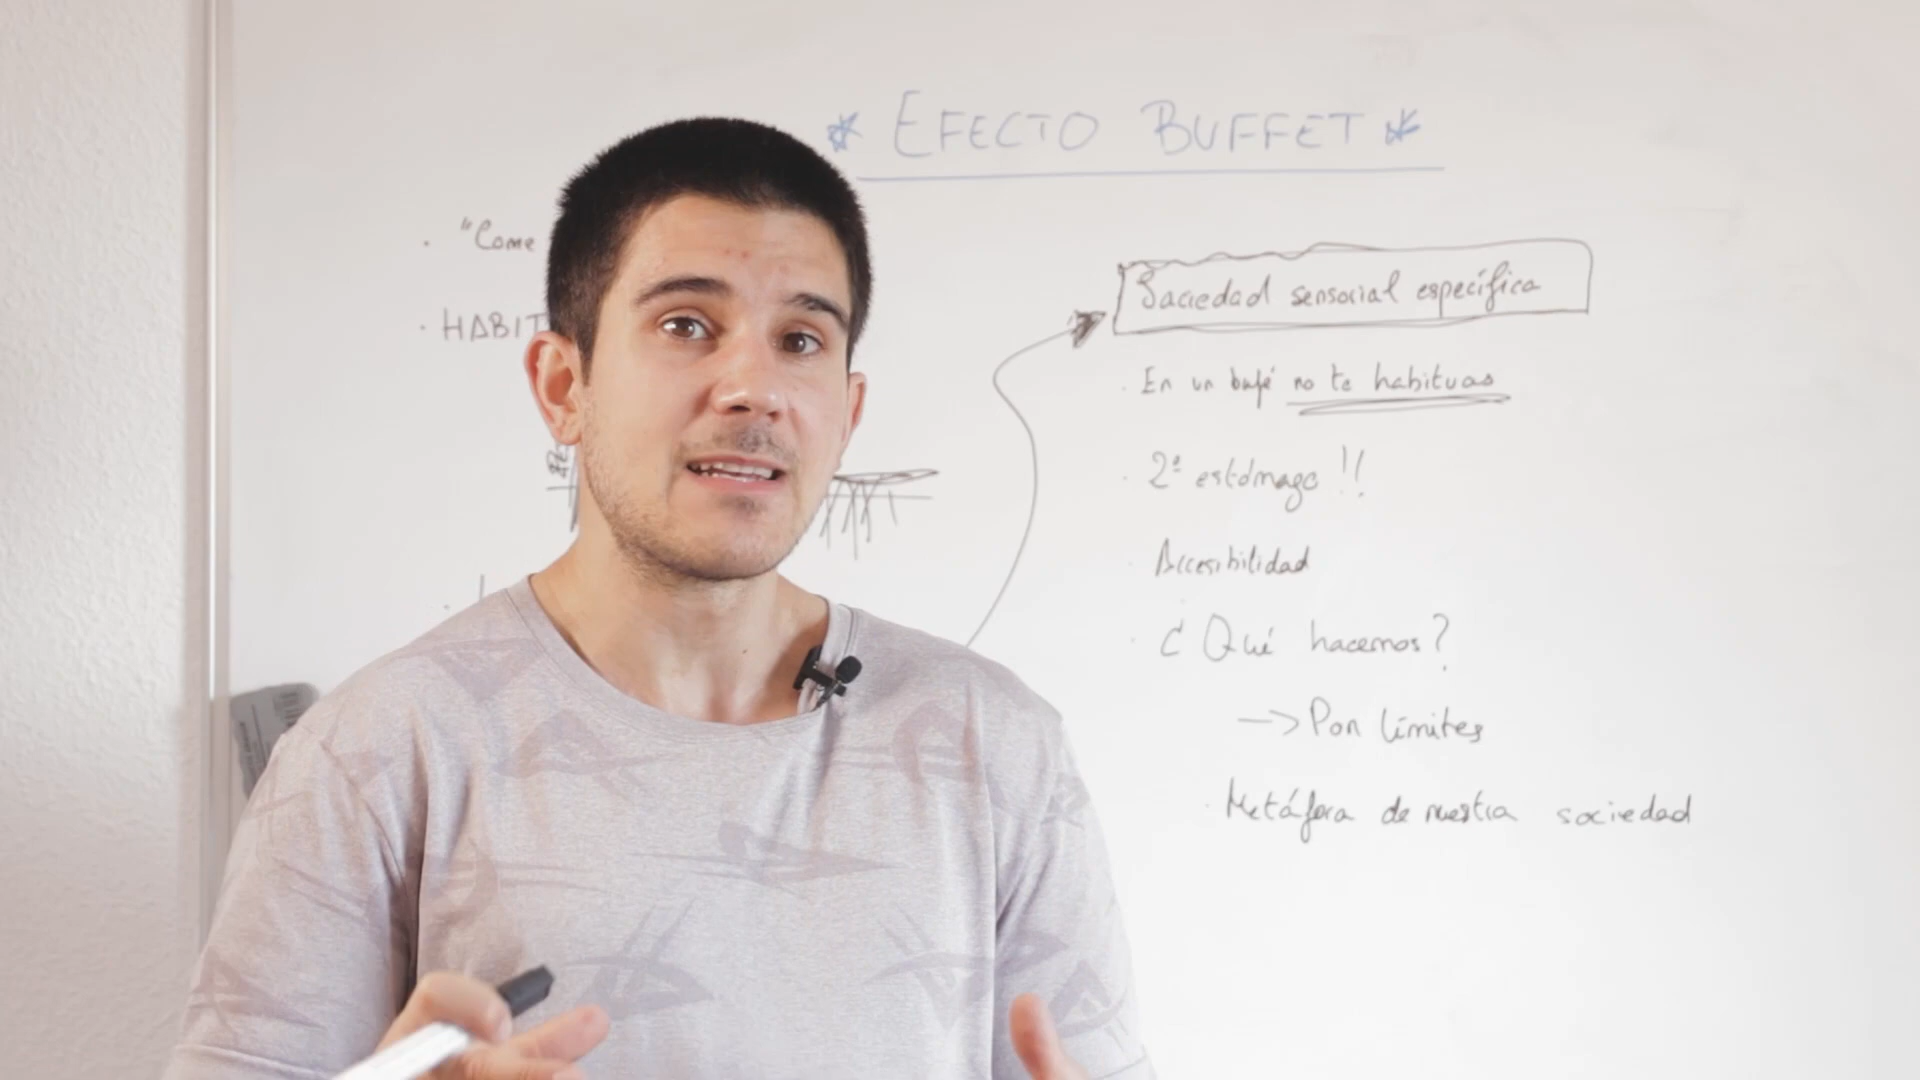 * EFECTO BUFFET *
· "Come
· HABIT
Saciedad sensorial específica
· En un bufé no te habituas
· 2º estómago !!
· Accesibilidad
· ¿Qué hacemos?
→ Pon límites
· Metáfora de nuestra sociedad